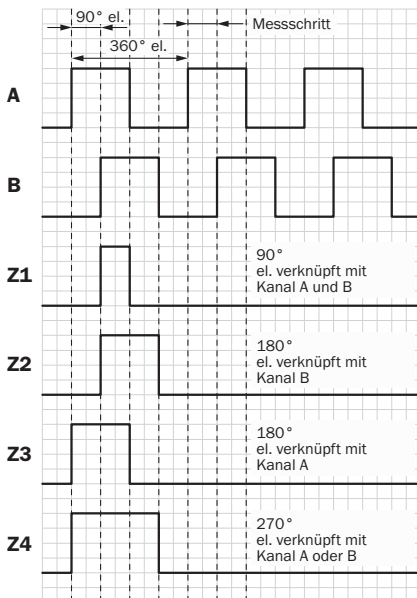 90° el.
Messschritt
360° el.
A
B
Z1
90°
el. verknüpft mit
Kanal A und B
Z2
180°
el. verknüpft mit
Kanal B
Z3
180°
el. verknüpft mit
Kanal A
Z4
270°
el. verknüpft mit
Kanal A oder B